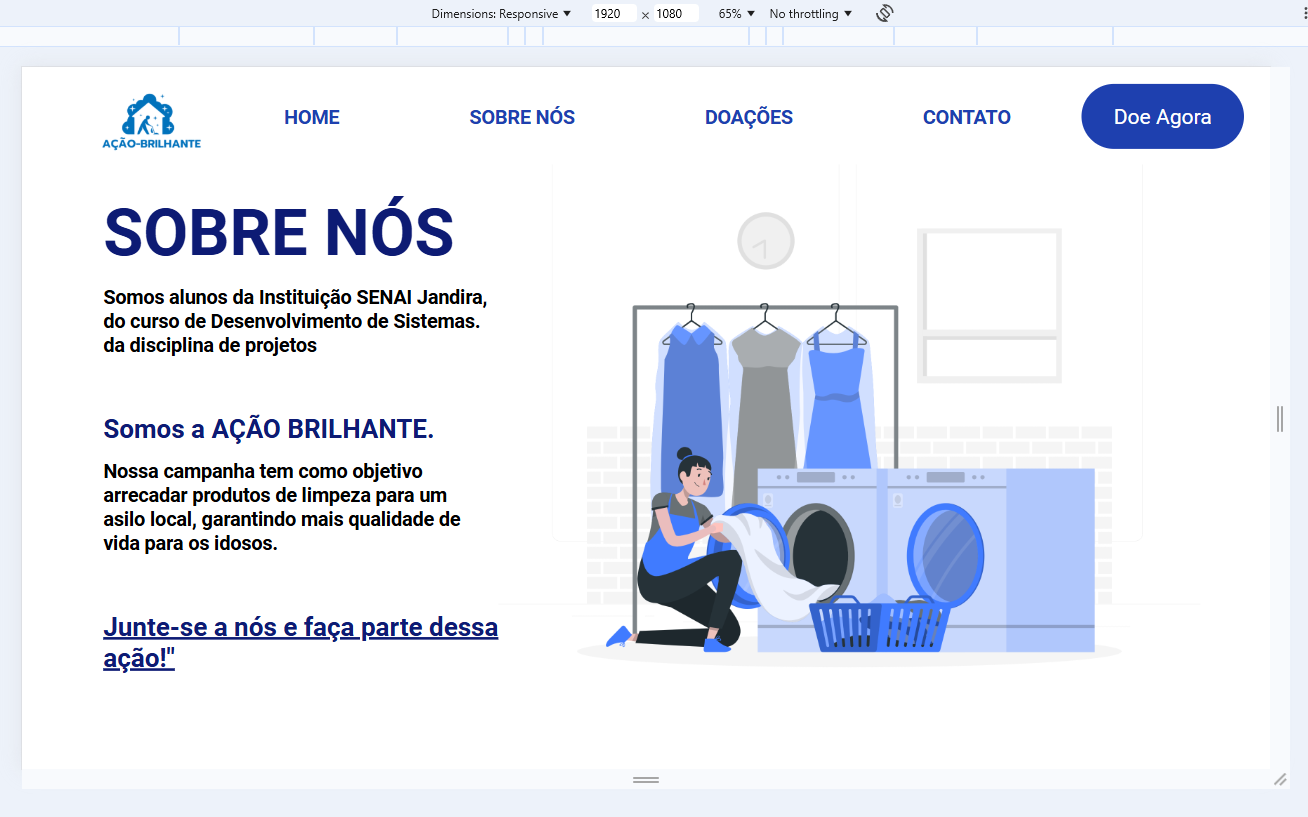 Dimensions: Responsive ▼ 1920 × 1080 65% ▼ No throttling ▼
AÇÃO-BRILHANTE
HOME SOBRE NÓS DOAÇÕES CONTATO Doe Agora
SOBRE NÓS
Somos alunos da Instituição SENAI Jandira,
do curso de Desenvolvimento de Sistemas.
da disciplina de projetos
Somos a AÇÃO BRILHANTE.
Nossa campanha tem como objetivo
arrecadar produtos de limpeza para um
asilo local, garantindo mais qualidade de
vida para os idosos.
Junte-se a nós e faça parte dessa
ação!"